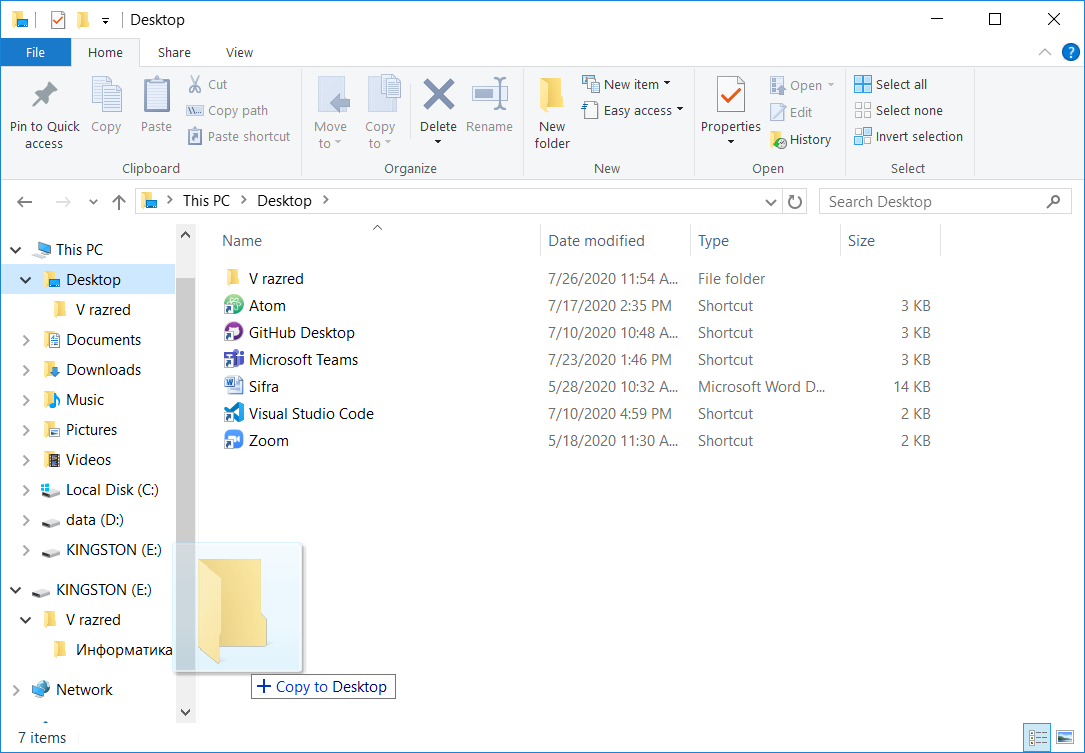 Desktop
File Home Share View
Pin to Quick access
Copy
Paste
Cut
Copy path
Paste shortcut
Clipboard
Move to
Copy to
Delete
Rename
Organize
New folder
New item
Easy access
New
Properties
Open
Edit
History
Open
Select all
Select none
Invert selection
Select
This PC Desktop
Search Desktop
This PC
Desktop
V razred
Documents
Downloads
Music
Pictures
Videos
Local Disk (C:)
data (D:)
KINGSTON (E:)
KINGSTON (E:)
V razred
Информатика
Network
Name Date modified Type Size
V razred 7/26/2020 11:54 A... File folder
Atom 7/17/2020 2:35 PM Shortcut 3 KB
GitHub Desktop 7/10/2020 10:48 A... Shortcut 3 KB
Microsoft Teams 7/23/2020 1:46 PM Shortcut 3 KB
Sifra 5/28/2020 10:32 A... Microsoft Word D... 14 KB
Visual Studio Code 7/10/2020 4:59 PM Shortcut 2 KB
Zoom 5/18/2020 11:30 A... Shortcut 2 KB
+ Copy to Desktop
7 items